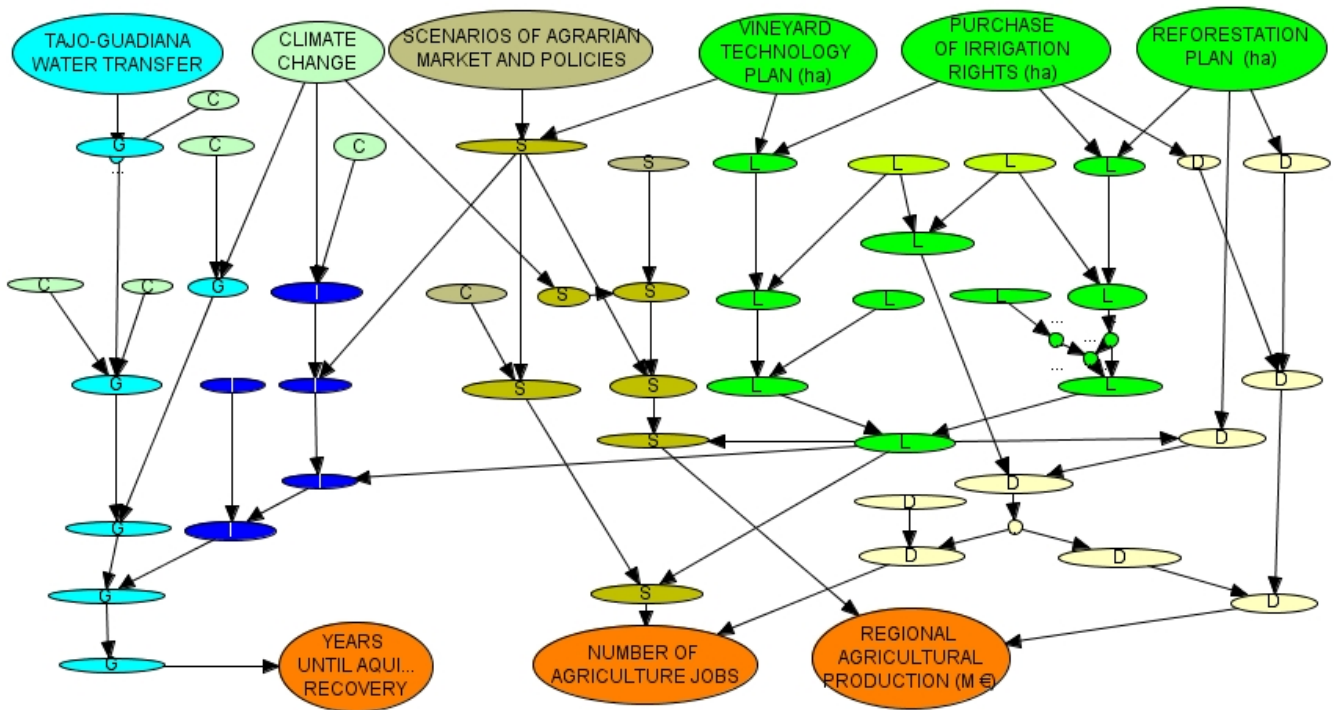 TAJO-GUADIANA
WATER TRANSFER
CLIMATE
CHANGE
SCENARIOS OF AGRARIAN
MARKET AND POLICIES
VINEYARD
TECHNOLOGY
PLAN (ha)
PURCHASE
OF IRRIGATION
RIGHTS (ha)
REFORESTATION
PLAN (ha)
C
G
C
C
S
S
L
L
L
L
D
D
...
L
C
C
G
I
C
S
S
L
L
L
L
...
...
...
G
I
I
S
S
L
L
D
S
L
D
I
D
D
G
I
D
D
G
S
D
G
YEARS
UNTIL AQUI...
RECOVERY
NUMBER OF
AGRICULTURE JOBS
REGIONAL
AGRICULTURAL
PRODUCTION (M €)